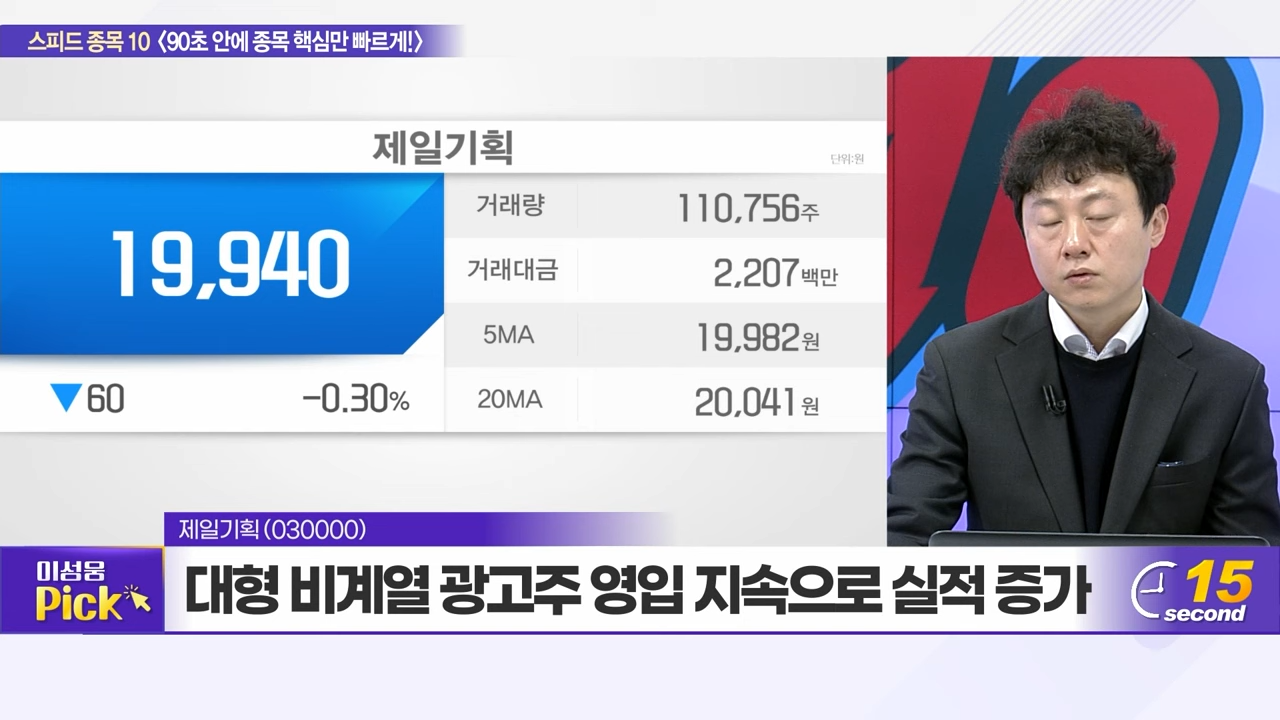 스피드 종목 10 <90초 안에 종목 핵심만 빠르게!>
제일기획
단위:원
19,940
▼60 -0.30%
거래량 110,756주
거래대금 2,207백만
5MA 19,982원
20MA 20,041원
제일기획(030000)
이성웅
Pick
대형 비계열 광고주 영입 지속으로 실적 증가
15
second